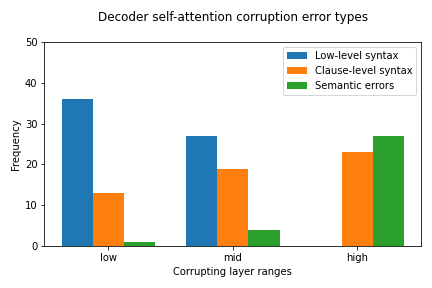 Decoder self-attention corruption error types
50
40
30
20
10
0
Frequency
Low-level syntax
Clause-level syntax
Semantic errors
low
mid
high
Corrupting layer ranges